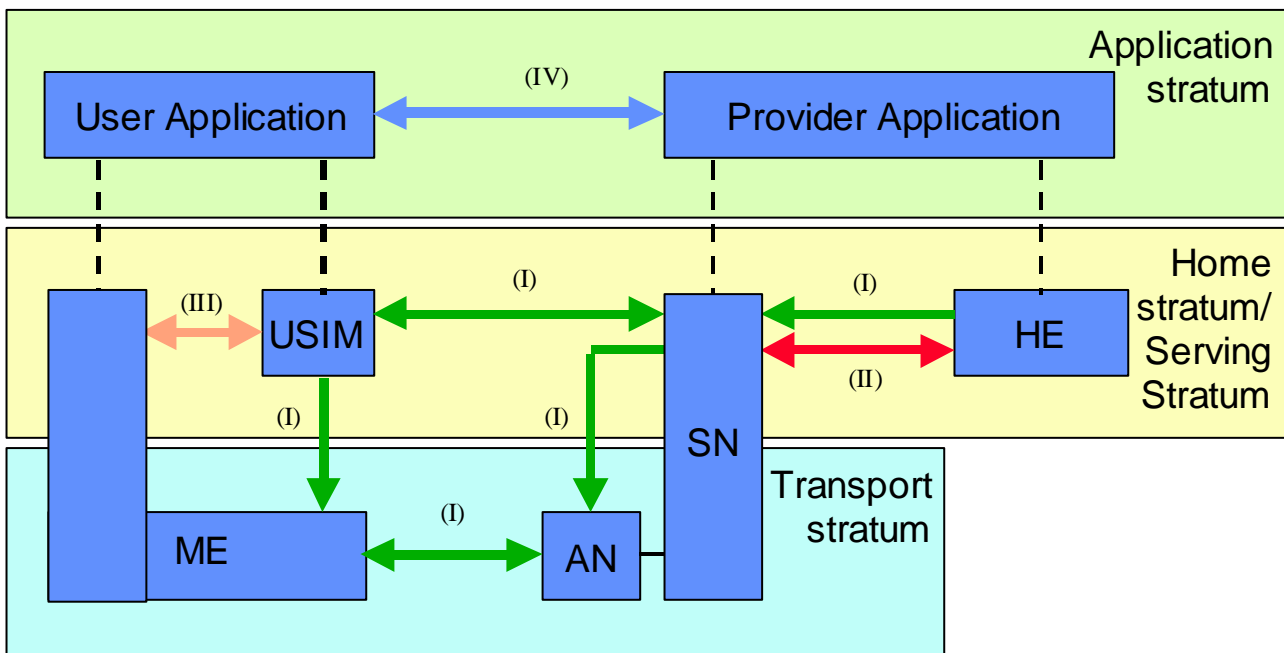 Application
stratum
(IV)
User Application
Provider Application
Home
stratum/
Serving
Stratum
(I)
(I)
(III)
USIM
HE
(II)
(I)
(I)
SN
Transport
stratum
(I)
ME
AN